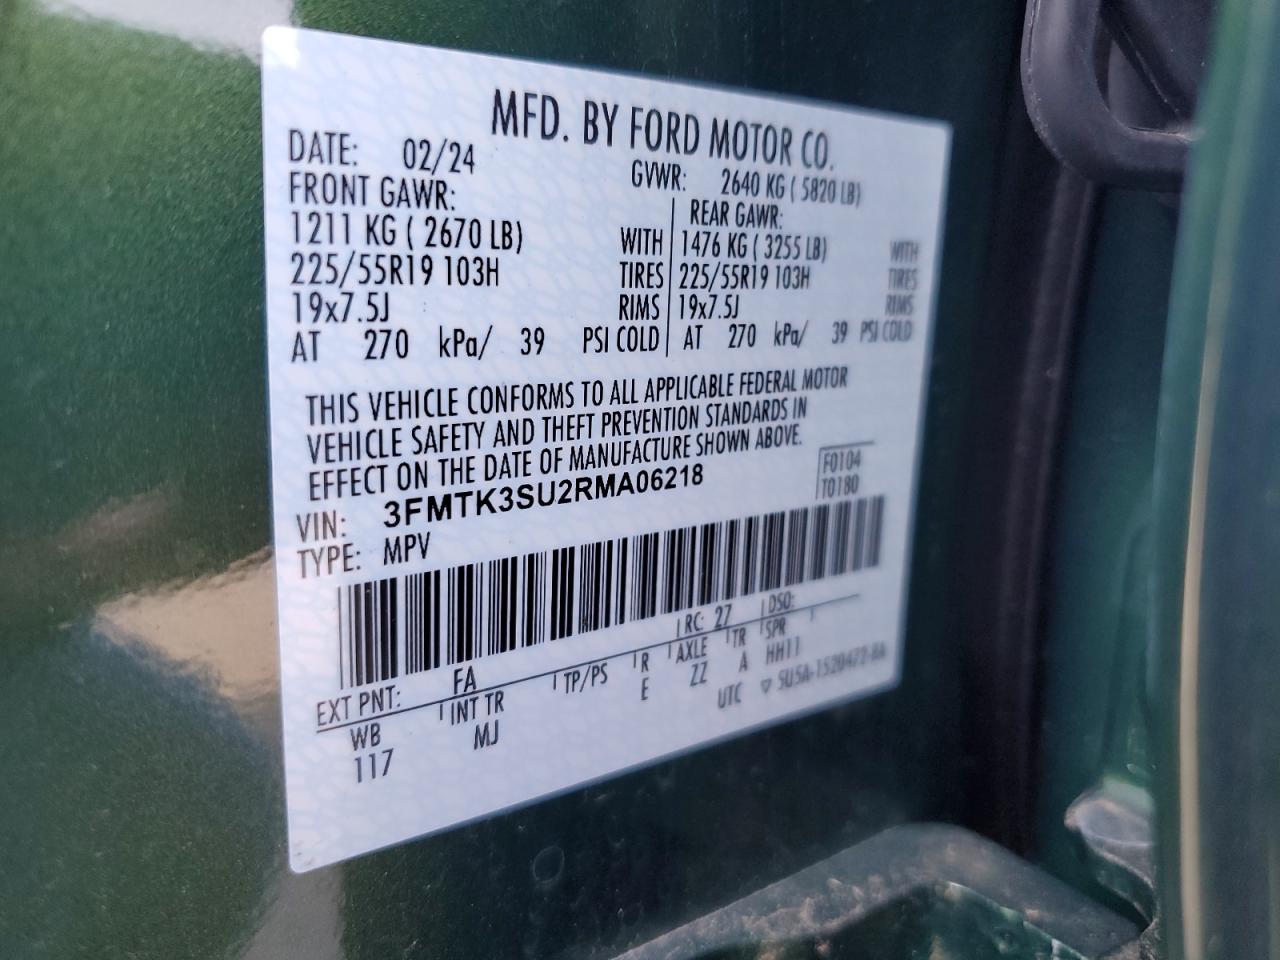 MFD. BY FORD MOTOR CO.
DATE: 02/24 GVWR: 2640 KG ( 5820 LB)
FRONT GAWR: REAR GAWR:
1211 KG ( 2670 LB) WITH 1476 KG ( 3255 LB) WITH
225/55R19 103H TIRES 225/55R19 103H TIRES
19x7.5J RIMS 19x7.5J RIMS
AT 270 kPa/ 39 PSI COLD AT 270 kPa/ 39 PSI COLD
THIS VEHICLE CONFORMS TO ALL APPLICABLE FEDERAL MOTOR
VEHICLE SAFETY AND THEFT PREVENTION STANDARDS IN
EFFECT ON THE DATE OF MANUFACTURE SHOWN ABOVE.
VIN: 3FMTK3SU2RMA06218 F0104
TYPE: MPV T0180
EXT PNT: FA RC: 27 DSO:
WB INT TR TP/PS R AXLE TR SPR
117 MJ E ZZ A HH11
UTC ▽ SU5A-1520472-BA